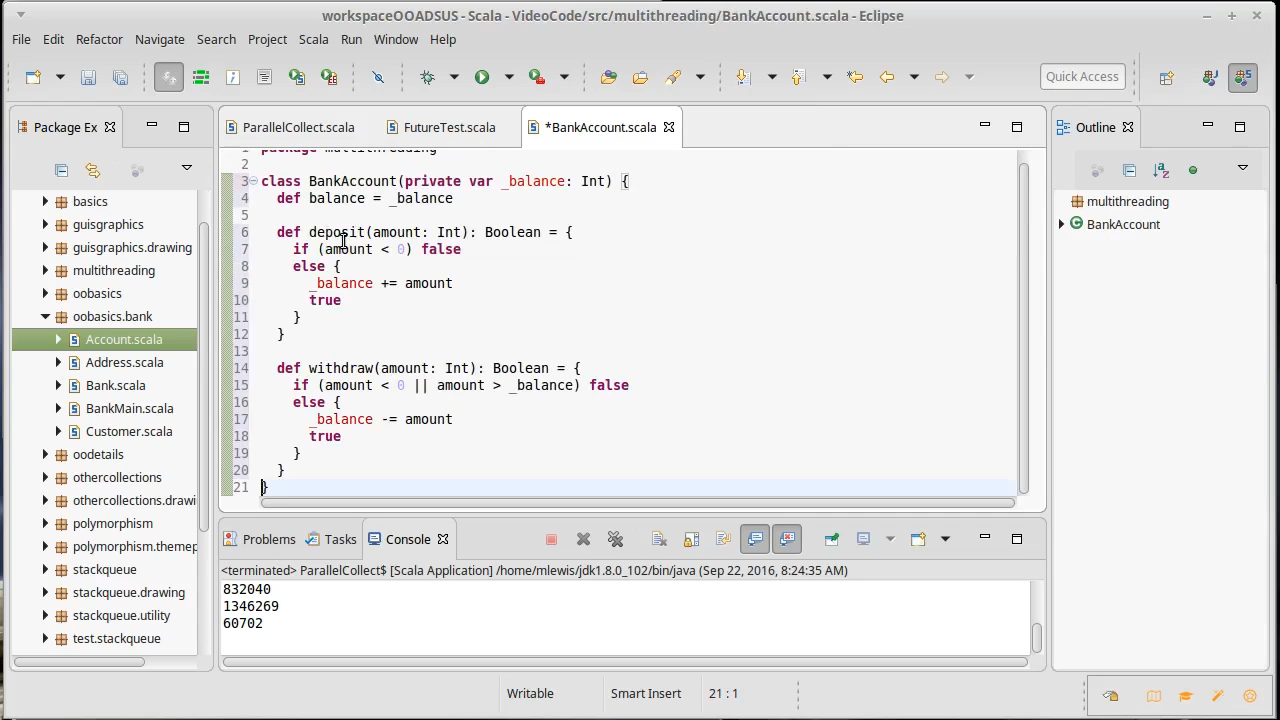 workspaceOOADSUS - Scala - VideoCode/src/multithreading/BankAccount.scala - Eclipse
File Edit Refactor Navigate Search Project Scala Run Window Help
Quick Access
Package Ex
basics
guisgraphics
guisgraphics.drawing
multithreading
oobasics
oobasics.bank
Account.scala
Address.scala
Bank.scala
BankMain.scala
Customer.scala
oodetails
othercollections
othercollections.drawi
polymorphism
polymorphism.themep
stackqueue
stackqueue.drawing
stackqueue.utility
test.stackqueue
ParallelCollect.scala FutureTest.scala *BankAccount.scala
1 package multithreading
2
3 class BankAccount(private var _balance: Int) {
4 def balance = _balance
5
6 def deposit(amount: Int): Boolean = {
7 if (amount < 0) false
8 else {
9 _balance += amount
10 true
11 }
12 }
13
14 def withdraw(amount: Int): Boolean = {
15 if (amount < 0 || amount > _balance) false
16 else {
17 _balance -= amount
18 true
19 }
20 }
21 }
Outline
multithreading
BankAccount
Problems Tasks Console
<terminated> ParallelCollect$ [Scala Application] /home/mlewis/jdk1.8.0_102/bin/java (Sep 22, 2016, 8:24:35 AM)
832040
1346269
60702
Writable Smart Insert 21 : 1